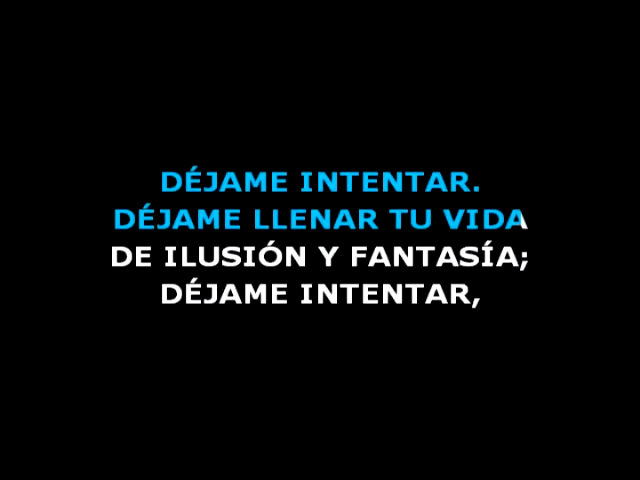 DÉJAME INTENTAR.
DÉJAME LLENAR TU VIDA
DE ILUSIÓN Y FANTASÍA;
DÉJAME INTENTAR,